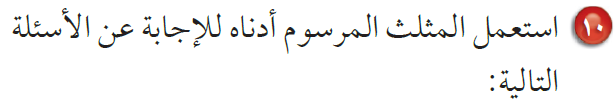 ١٠ استعمل المثلث المرسوم أدناه للإجابة عن الأسئلة
التالية: